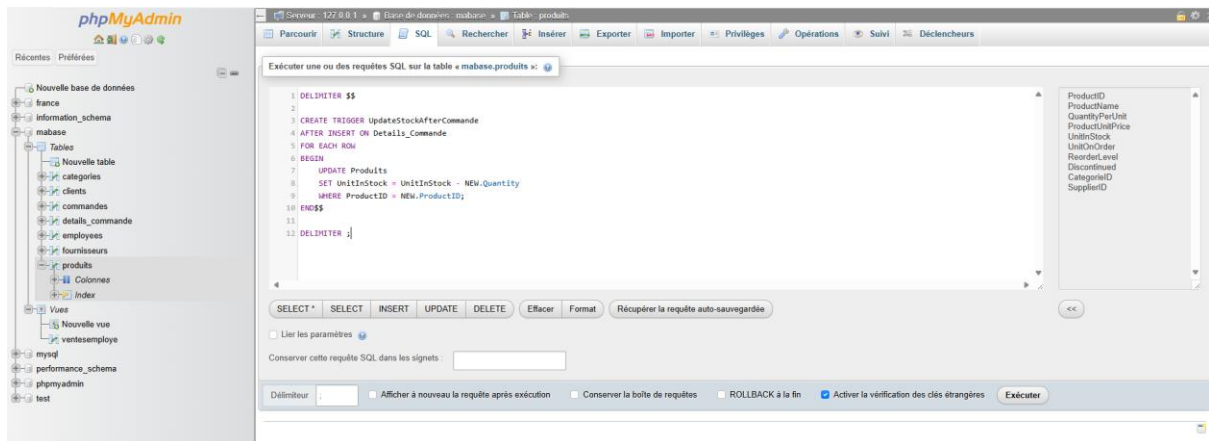 phpMyAdmin
Récentes Préférées
Nouvelle base de données
france
information_schema
mabase
Tables
Nouvelle table
categories
clients
commandes
details_commande
employees
fournisseurs
produits
Colonnes
Index
Vues
Nouvelle vue
ventesemploye
mysql
performance_schema
phpmyadmin
test
Serveur : 127.0.0.1 » Base de données : mabase » Table : produits
Parcourir Structure SQL Rechercher Insérer Exporter Importer Privilèges Opérations Suivi Déclencheurs
Exécuter une ou des requêtes SQL sur la table « mabase.produits »:
1 DELIMITER $$
2
3 CREATE TRIGGER UpdateStockAfterCommande
4 AFTER INSERT ON Details_Commande
5 FOR EACH ROW
6 BEGIN
7 UPDATE Produits
8 SET UnitInStock = UnitInStock - NEW.Quantity
9 WHERE ProductID = NEW.ProductID;
10 END$$
11
12 DELIMITER ;
ProductID
ProductName
QuantityPerUnit
ProductUnitPrice
UnitInStock
UnitOnOrder
ReorderLevel
Discontinued
CategorieID
SupplierID
SELECT * SELECT INSERT UPDATE DELETE Effacer Format Récupérer la requête auto-sauvegardée <<
Lier les paramètres
Conserver cette requête SQL dans les signets :
Délimiteur ; Afficher à nouveau la requête après exécution Conserver la boîte de requêtes ROLLBACK à la fin Activer la vérification des clés étrangères Exécuter